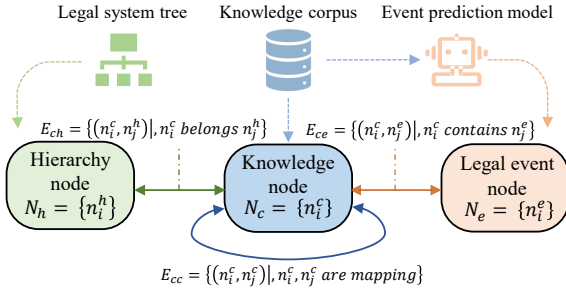 Legal system tree
Knowledge corpus
Event prediction model
E_ch = {(n_i^c, n_j^h)|, n_i^c belongs n_j^h}
E_ce = {(n_i^c, n_j^e)|, n_i^c contains n_j^e}
Hierarchy
node
N_h = {n_i^h}
Knowledge
node
N_c = {n_i^c}
Legal event
node
N_e = {n_i^e}
E_cc = {(n_i^c, n_j^c)|, n_i^c, n_j^c are mapping}